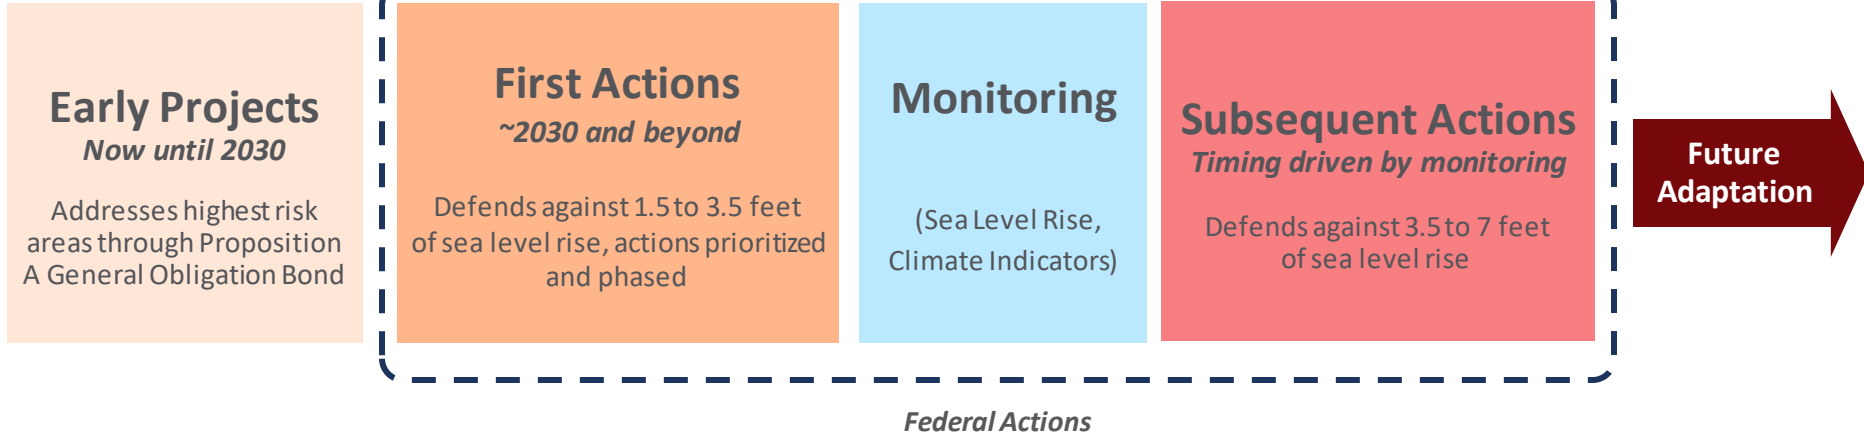 Early Projects
Now until 2030
Addresses highest risk
areas through Proposition
A General Obligation Bond
First Actions
~2030 and beyond
Defends against 1.5 to 3.5 feet
of sea level rise, actions prioritized
and phased
Monitoring
(Sea Level Rise,
Climate Indicators)
Subsequent Actions
Timing driven by monitoring
Defends against 3.5 to 7 feet
of sea level rise
Future
Adaptation
Federal Actions